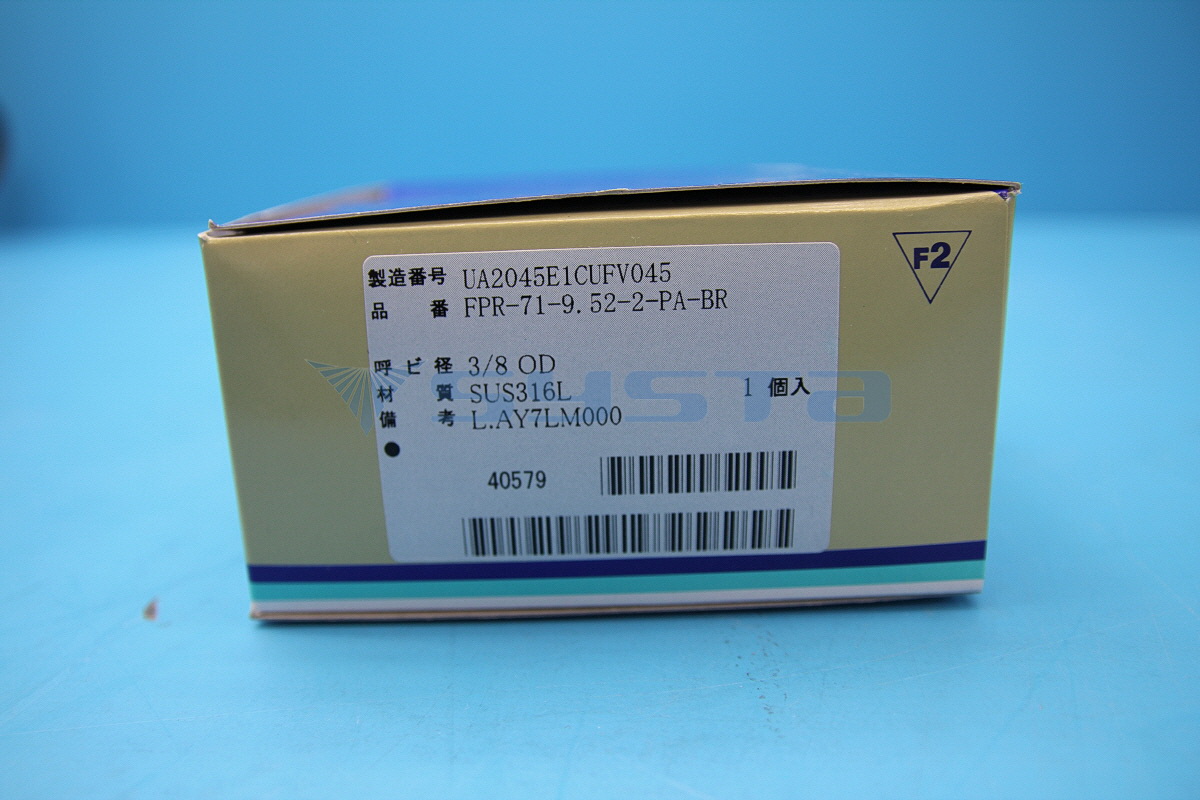 F2
製造番号 UA2045E1CUFV045
品 番 FPR-71-9.52-2-PA-BR
呼ビ径 3/8 OD
材 質 SUS316L 1 個入
備 考 L.AY7LM000
40579
SYSTA